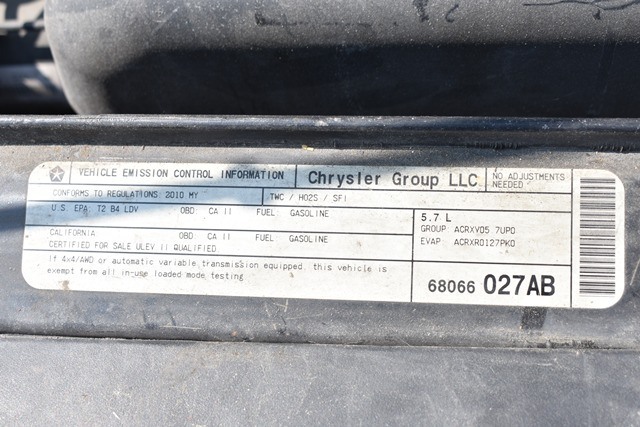 VEHICLE EMISSION CONTROL INFORMATION Chrysler Group LLC NO ADJUSTMENTS NEEDED
CONFORMS TO REGULATIONS: 2010 MY TWC / HO2S / SFI
U.S. EPA: T2 B4 LDV OBD: CA II FUEL: GASOLINE
CALIFORNIA OBD: CA II FUEL: GASOLINE
CERTIFIED FOR SALE ULEV II QUALIFIED
5.7 L
GROUP: ACRXV05.7UP0
EVAP: ACRXR0127PK0
If 4x4/AWD or automatic variable transmission equipped, this vehicle is
exempt from all in-use loaded mode testing
68066 027AB